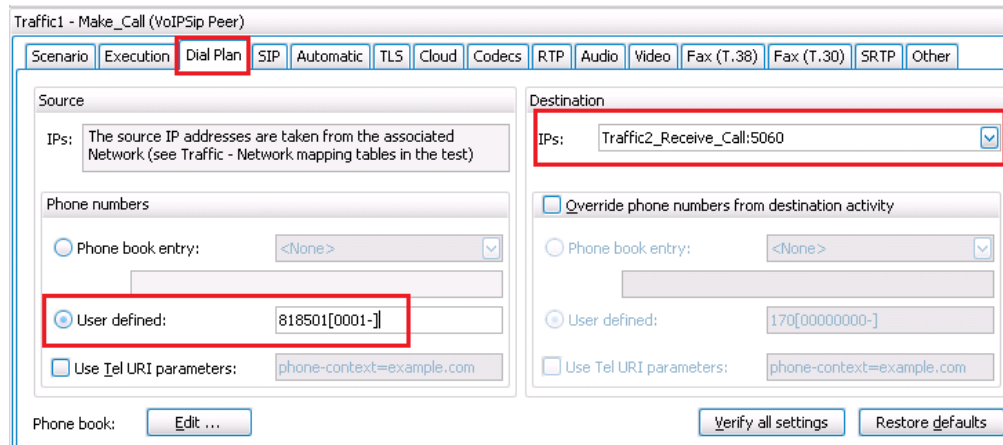 Traffic1 - Make_Call (VoIPSip Peer)
Scenario Execution Dial Plan SIP Automatic TLS Cloud Codecs RTP Audio Video Fax (T.38) Fax (T.30) SRTP Other
Source
IPs: The source IP addresses are taken from the associated
Network (see Traffic - Network mapping tables in the test)
Phone numbers
Phone book entry: <None>
User defined: 818501[0001-]
Use Tel URI parameters: phone-context=example.com
Phone book: Edit ...
Destination
IPs: Traffic2_Receive_Call:5060
Override phone numbers from destination activity
Phone book entry: <None>
User defined: 170[00000000-]
Use Tel URI parameters: phone-context=example.com
Verify all settings Restore defaults